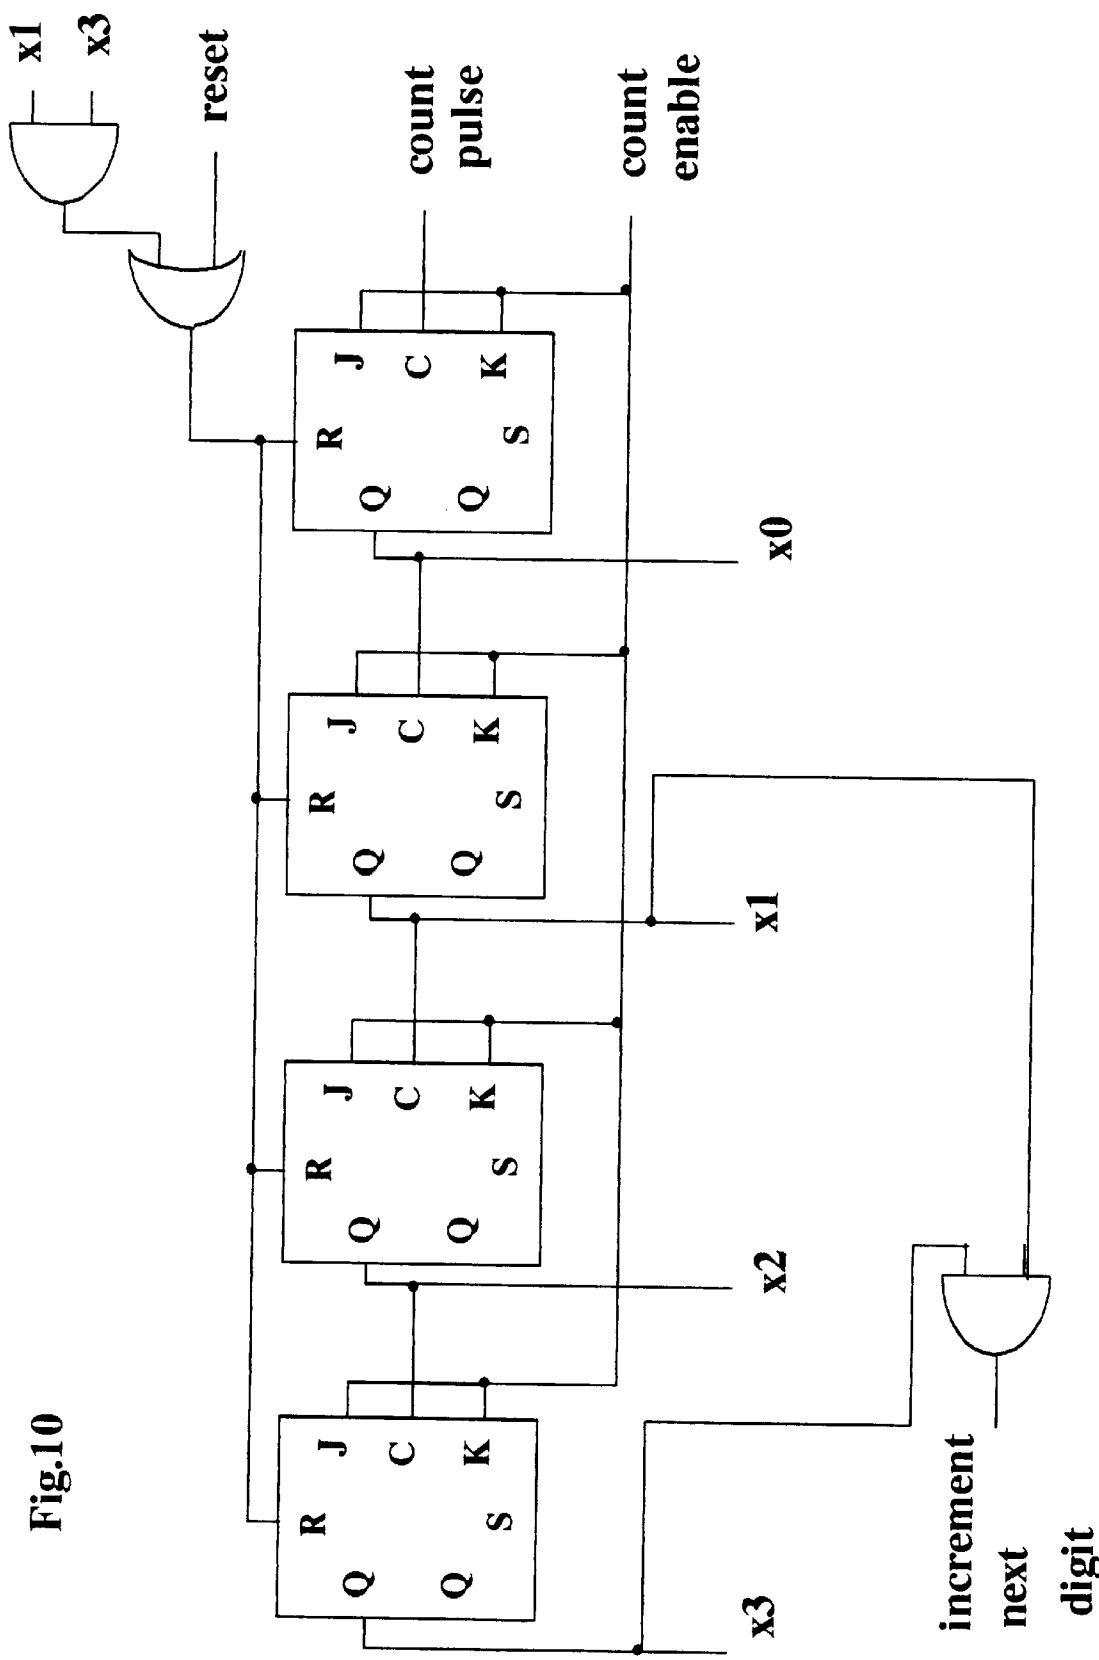 Fig.10
x1
x3
reset
J
C
K
R
S
Q
Q
count
pulse
count
enable
x0
J
C
K
R
S
Q
Q
x1
J
C
K
R
S
Q
Q
x2
J
C
K
R
S
Q
Q
x3
increment
next
digit